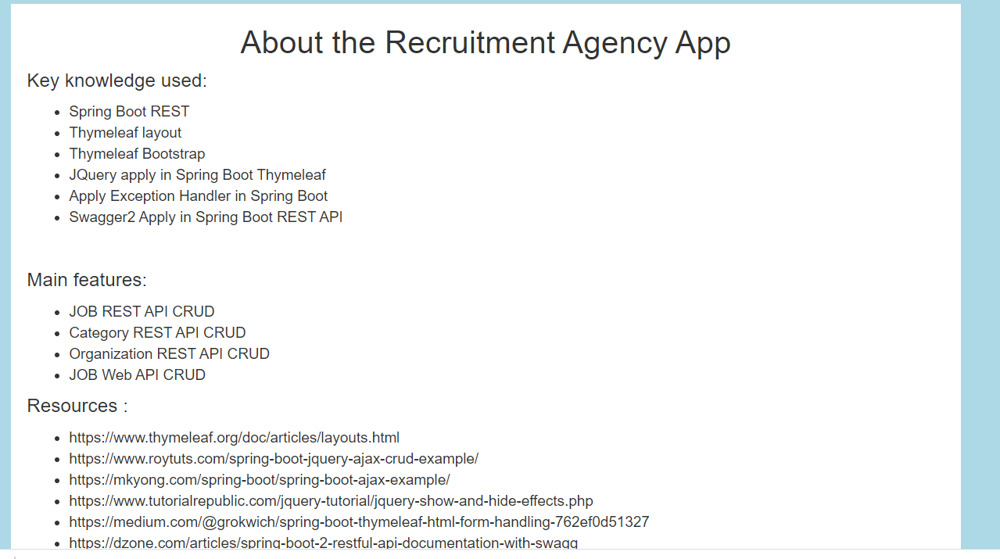 About the Recruitment Agency App
Key knowledge used:
Spring Boot REST
Thymeleaf layout
Thymeleaf Bootstrap
JQuery apply in Spring Boot Thymeleaf
Apply Exception Handler in Spring Boot
Swagger2 Apply in Spring Boot REST API
Main features:
JOB REST API CRUD
Category REST API CRUD
Organization REST API CRUD
JOB Web API CRUD
Resources :
https://www.thymeleaf.org/doc/articles/layouts.html
https://www.roytuts.com/spring-boot-jquery-ajax-crud-example/
https://mkyong.com/spring-boot/spring-boot-ajax-example/
https://www.tutorialrepublic.com/jquery-tutorial/jquery-show-and-hide-effects.php
https://medium.com/@grokwich/spring-boot-thymeleaf-html-form-handling-762ef0d51327
https://dzone.com/articles/spring-boot-2-restful-api-documentation-with-swagg